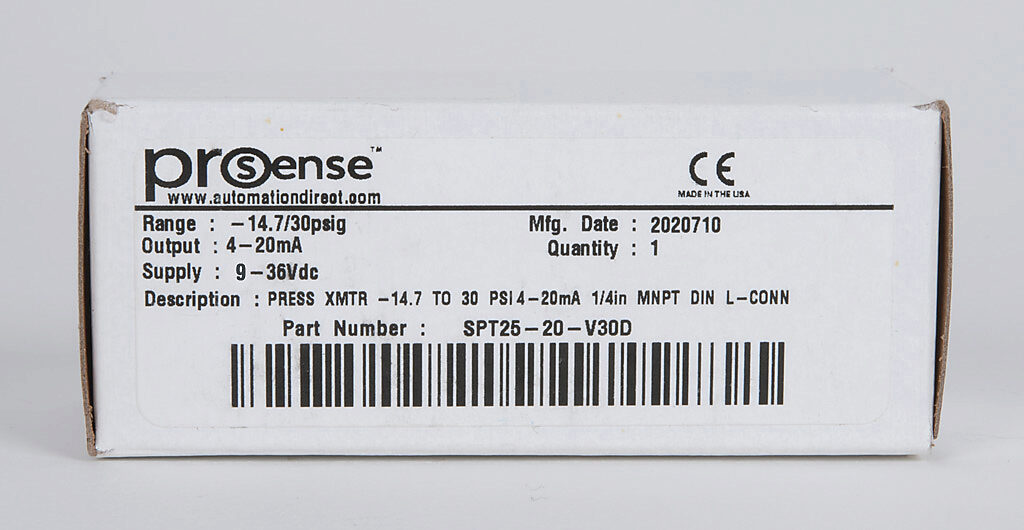 prosense™
www.automationdirect.com
CE
MADE IN THE USA
Range : -14.7/30psig
Mfg. Date : 2020710
Output : 4-20mA
Quantity : 1
Supply : 9-36Vdc
Description : PRESS XMTR -14.7 TO 30 PSI4-20mA 1/4in MNPT DIN L-CONN
Part Number : SPT25-20-V30D